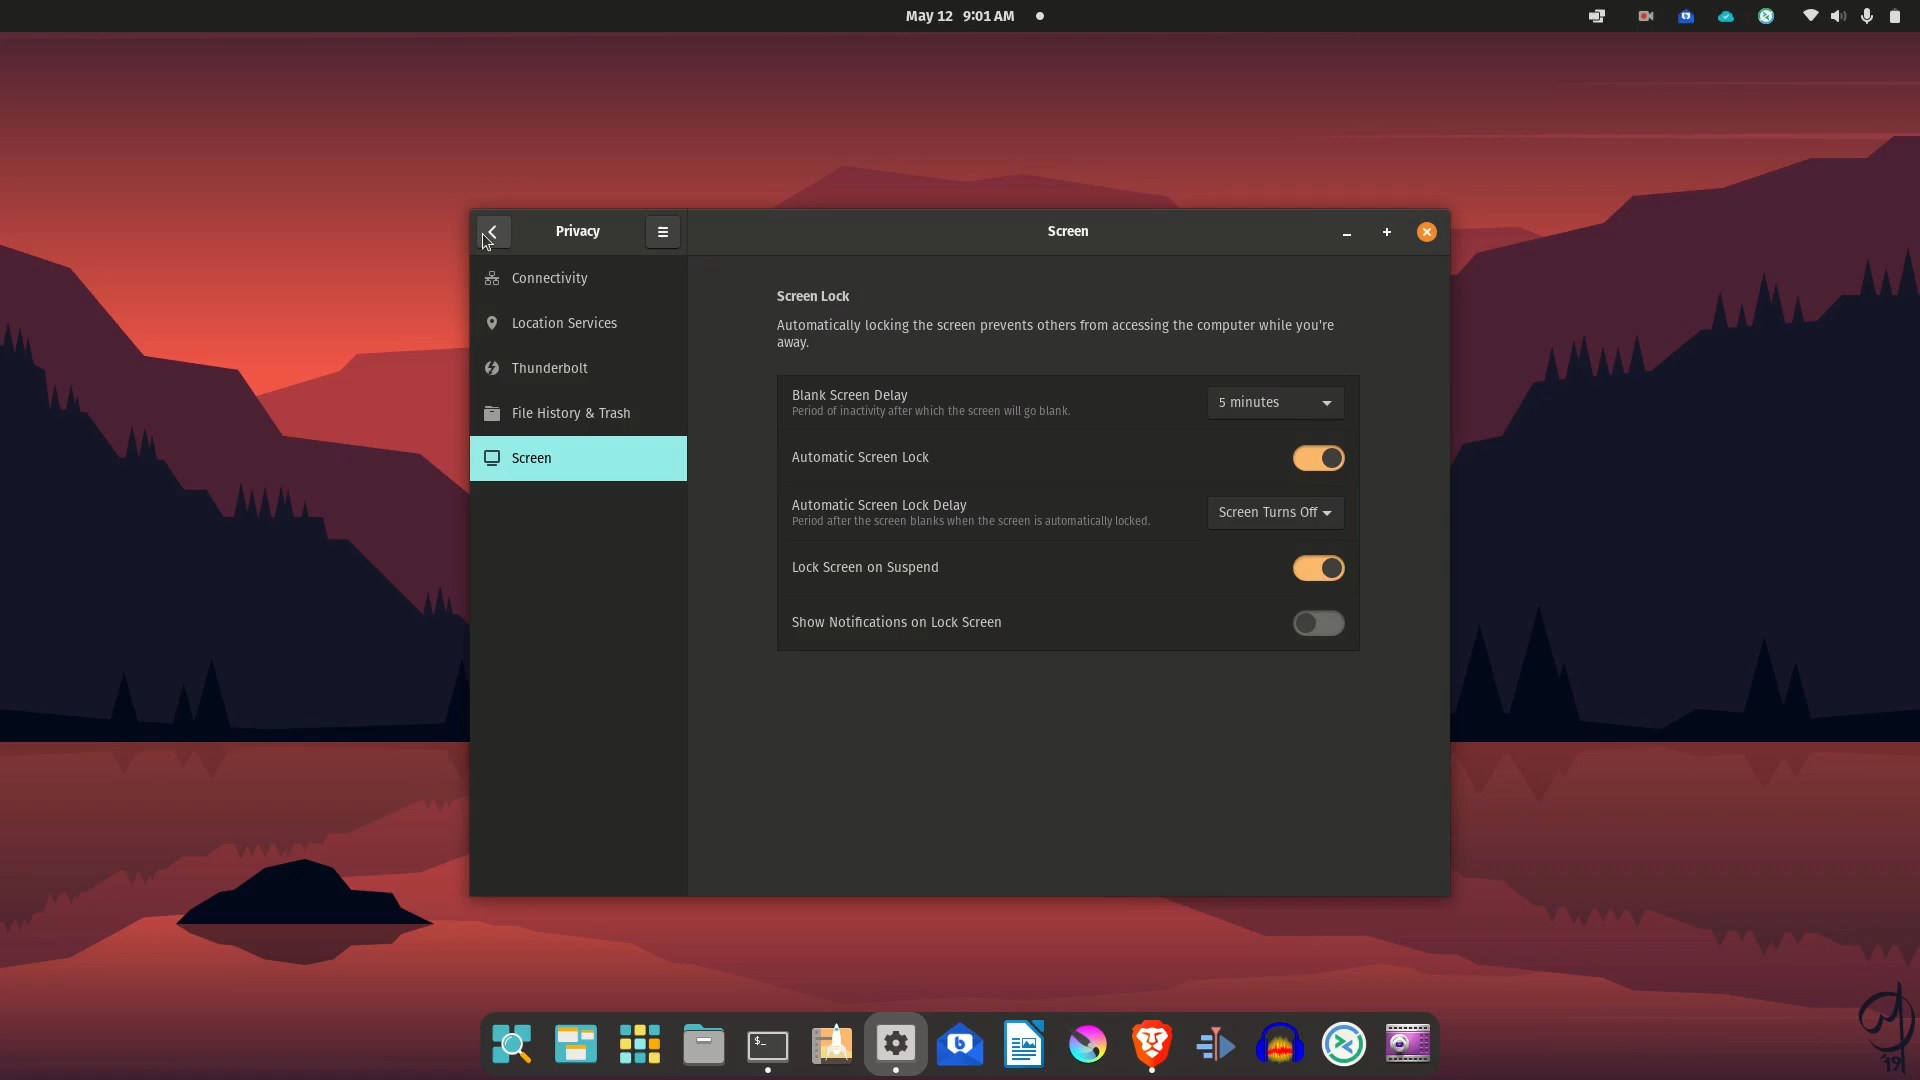 May 12 9:01 AM
Privacy
Screen
Connectivity
Location Services
Thunderbolt
File History & Trash
Screen
Screen Lock
Automatically locking the screen prevents others from accessing the computer while you're
away.
Blank Screen Delay
Period of inactivity after which the screen will go blank.
5 minutes
Automatic Screen Lock
Automatic Screen Lock Delay
Period after the screen blanks when the screen is automatically locked.
Screen Turns Off
Lock Screen on Suspend
Show Notifications on Lock Screen
$_
b
'19